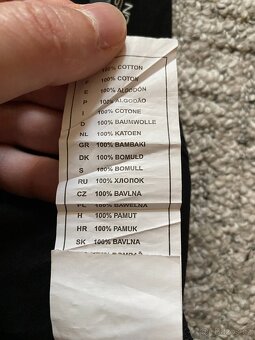 100% COTTON
F 100% COTON
E 100% ALGODÓN
P 100% ALGODÃO
I 100% COTONE
D 100% BAUMWOLLE
NL 100% KATOEN
GR 100% BAMBAKI
DK 100% BOMULD
S 100% BOMULL
RU 100% ХЛОПОК
CZ 100% BAVLNA
PL 100% BAWEŁNA
H 100% PAMUT
HR 100% PAMUK
SK 100% BAVLNA